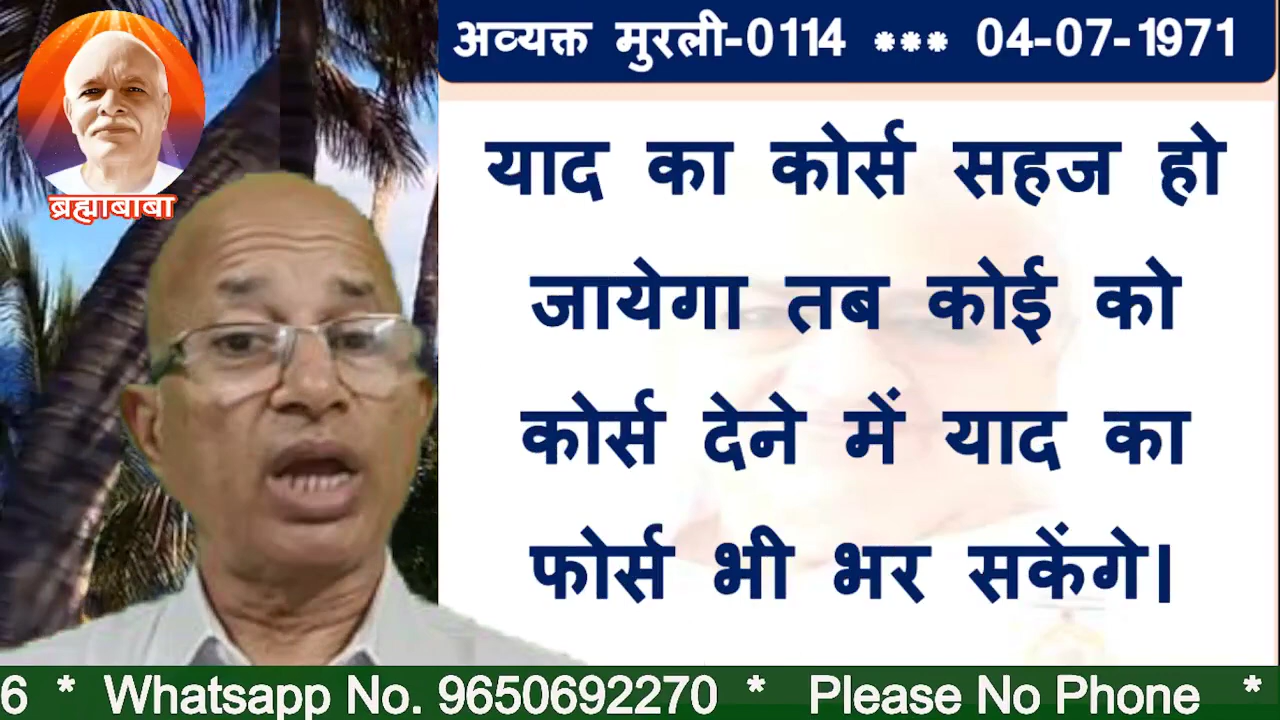 अव्यक्त मुरली-0114 *** 04-07-1971
ब्रह्माबाबा
याद का कोर्स सहज हो
जायेगा तब कोई को
कोर्स देने में याद का
फोर्स भी भर सकेंगे।
6 * Whatsapp No. 9650692270 * Please No Phone *